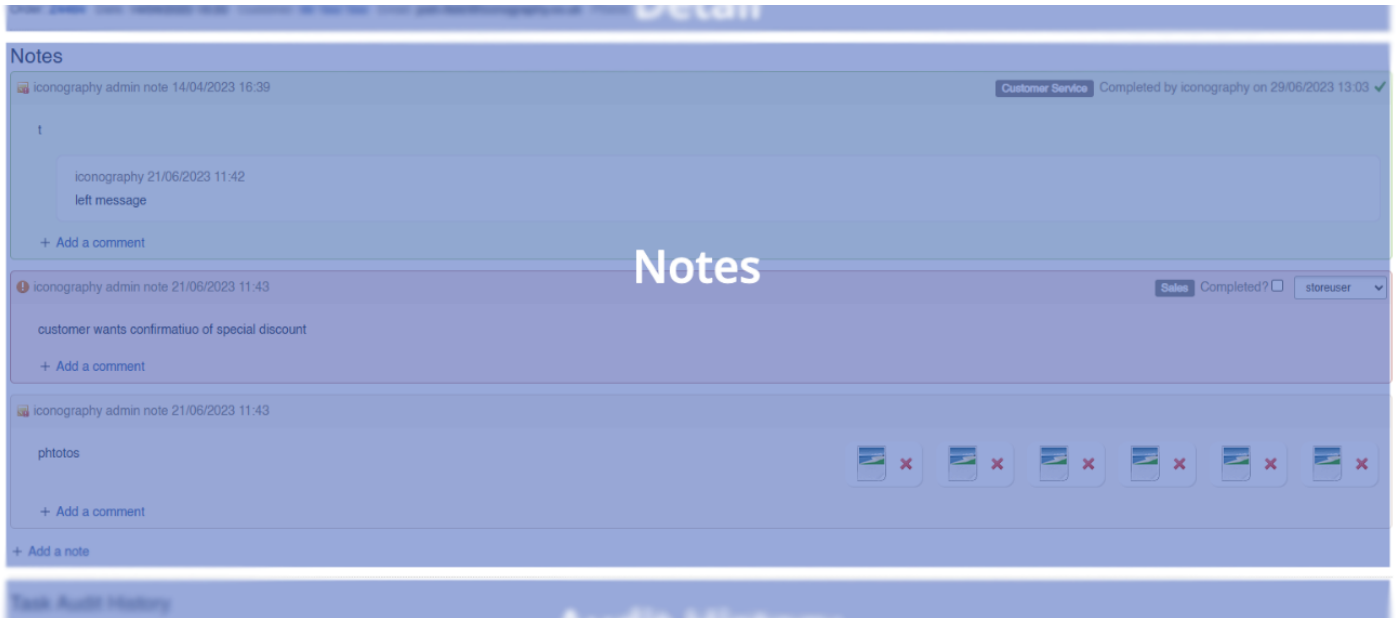 Detail
Notes
iconography admin note 14/04/2023 16:39
Customer Service Completed by iconography on 29/06/2023 13:03
t
iconography 21/06/2023 11:42
left message
+ Add a comment
Notes
iconography admin note 21/06/2023 11:43
Sales Completed? storeuser
customer wants confirmatiuo of special discount
+ Add a comment
iconography admin note 21/06/2023 11:43
phtotos
+ Add a comment
+ Add a note
Task Audit History
Audit History